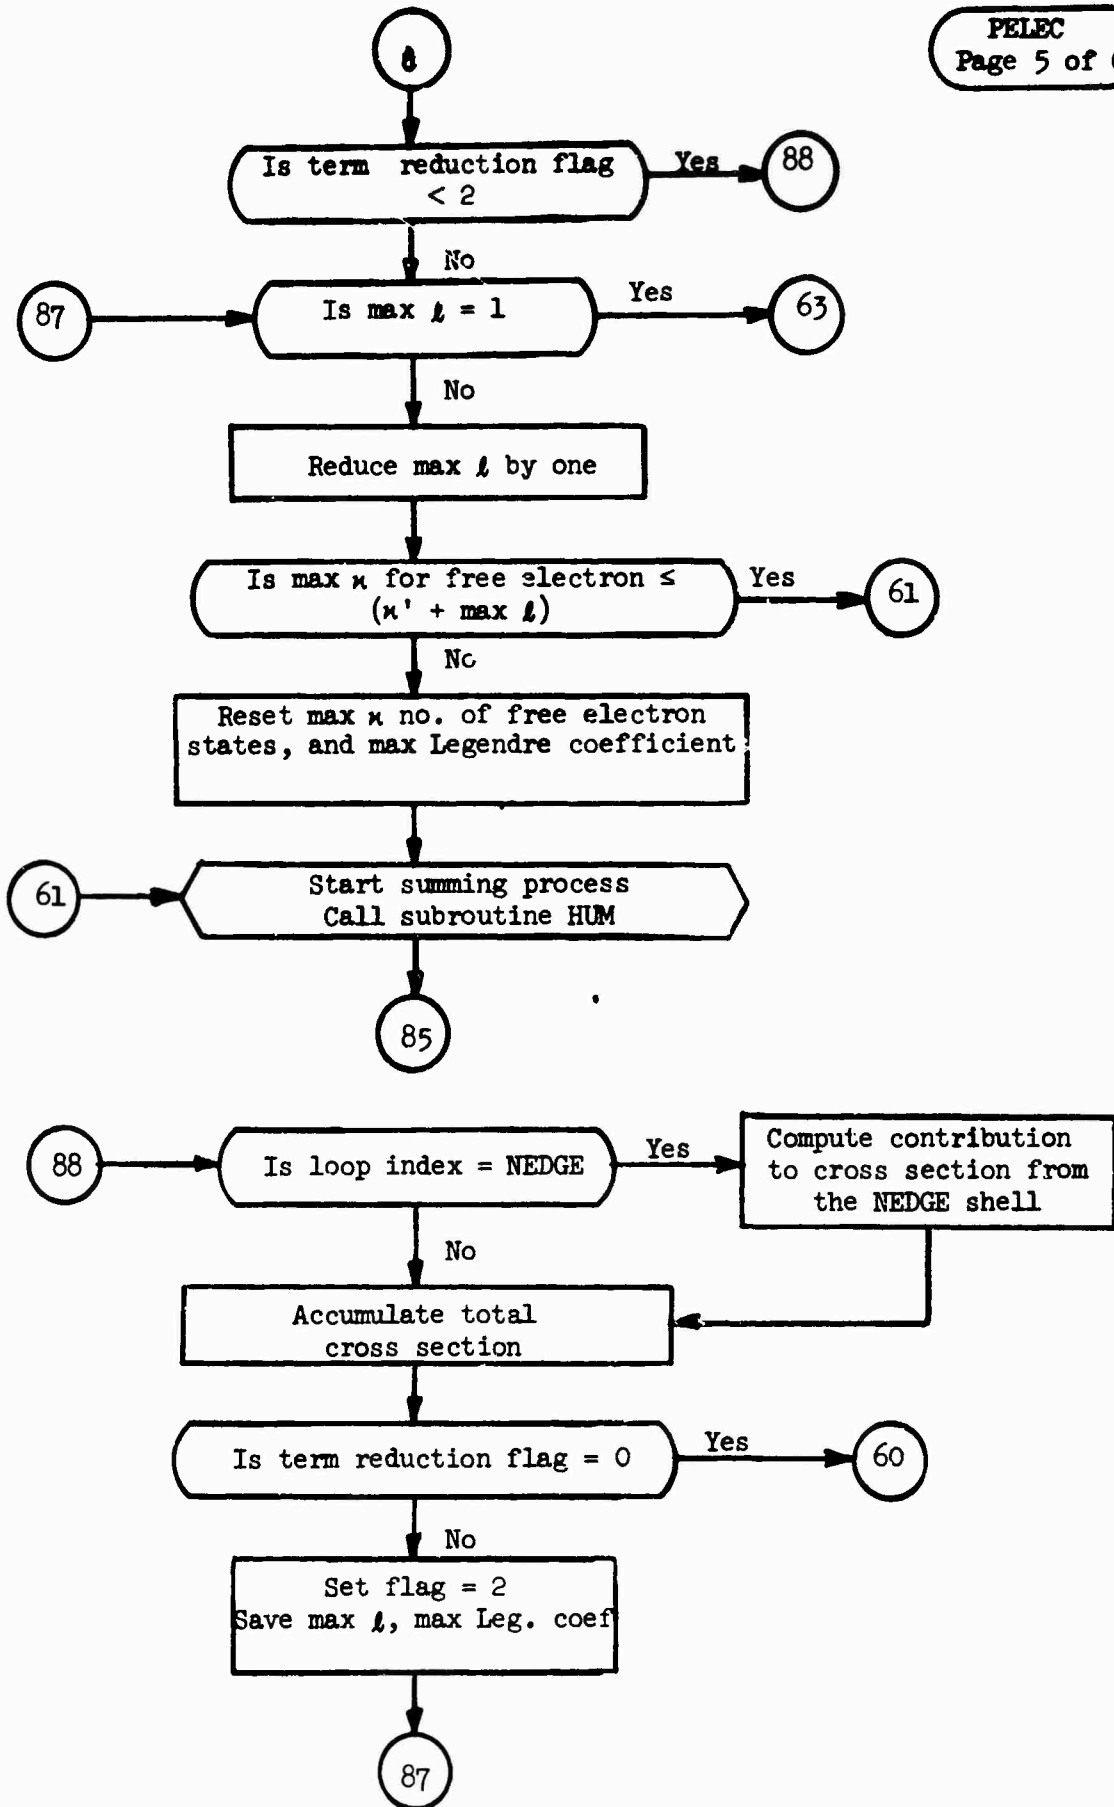 PELEC
Page 5 of
Is term reduction flag
< 2
Yes
88
No
87
Is max ℓ = 1
Yes
63
No
Reduce max ℓ by one
Is max ϰ for free electron ≤
(ϰ' + max ℓ)
Yes
61
No
Reset max ϰ no. of free electron
states, and max Legendre coefficient
61
Start summing process
Call subroutine HUM
85
88
Is loop index = NEDGE
Yes
Compute contribution
to cross section from
the NEDGE shell
No
Accumulate total
cross section
Is term reduction flag = 0
Yes
60
No
Set flag = 2
Save max ℓ, max Leg. coef
87